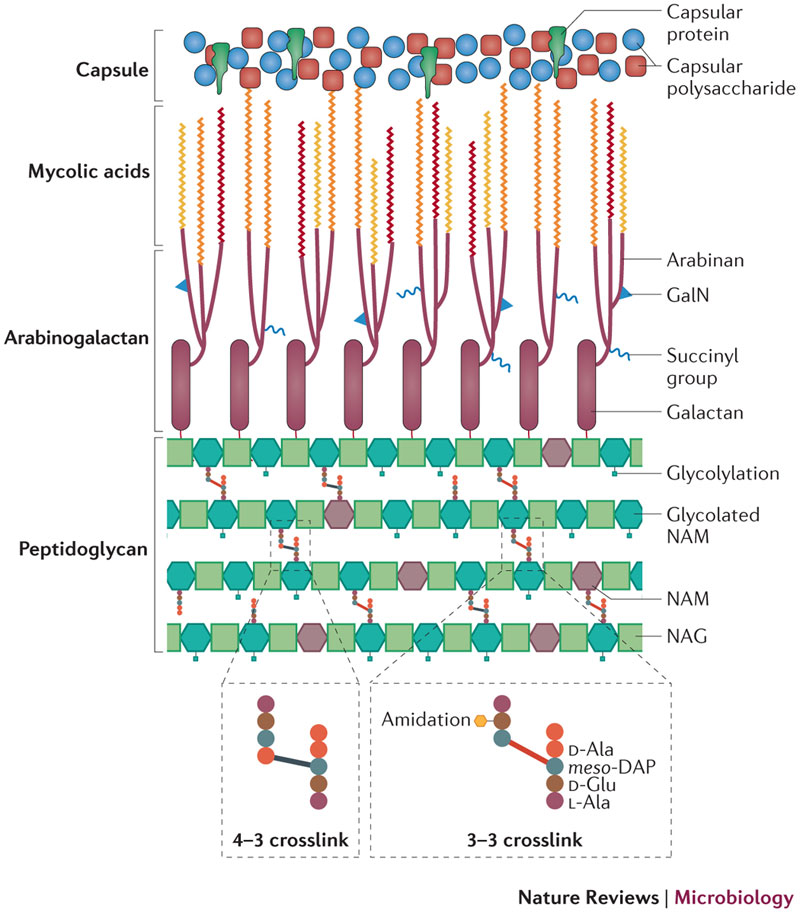 Capsular
protein
Capsule
Capsular
polysaccharide
Mycolic acids
Arabinan
GalN
Arabinogalactan
Succinyl
group
Galactan
Glycolylation
Glycolated
NAM
Peptidoglycan
NAM
NAG
Amidation
D-Ala
meso-DAP
D-Glu
L-Ala
4–3 crosslink
3–3 crosslink
Nature Reviews | Microbiology